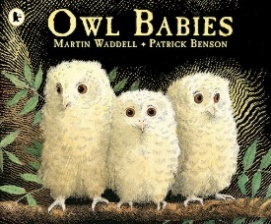 OWL BABIES
MARTIN WADDELL • PATRICK BENSON